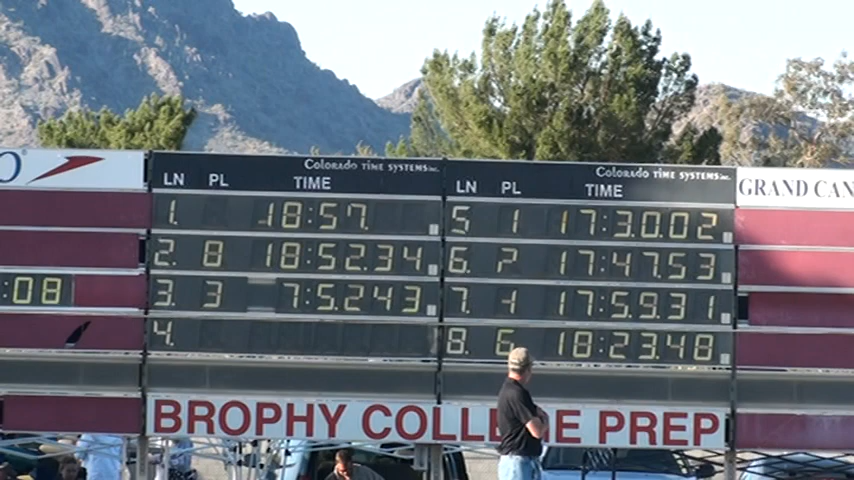 O
GRAND CAN
COLORADO TIME SYSTEMS INC.
LN PL TIME
1. 18:57.
2. 8 18:52.34
3. 3 7:52.43
4.
COLORADO TIME SYSTEMS INC.
LN PL TIME
5 1 17:30.02
6. 17:47.53
7. 17:59.31
8. 6 18:23.48
:08
BROPHY COLLEGE PREP